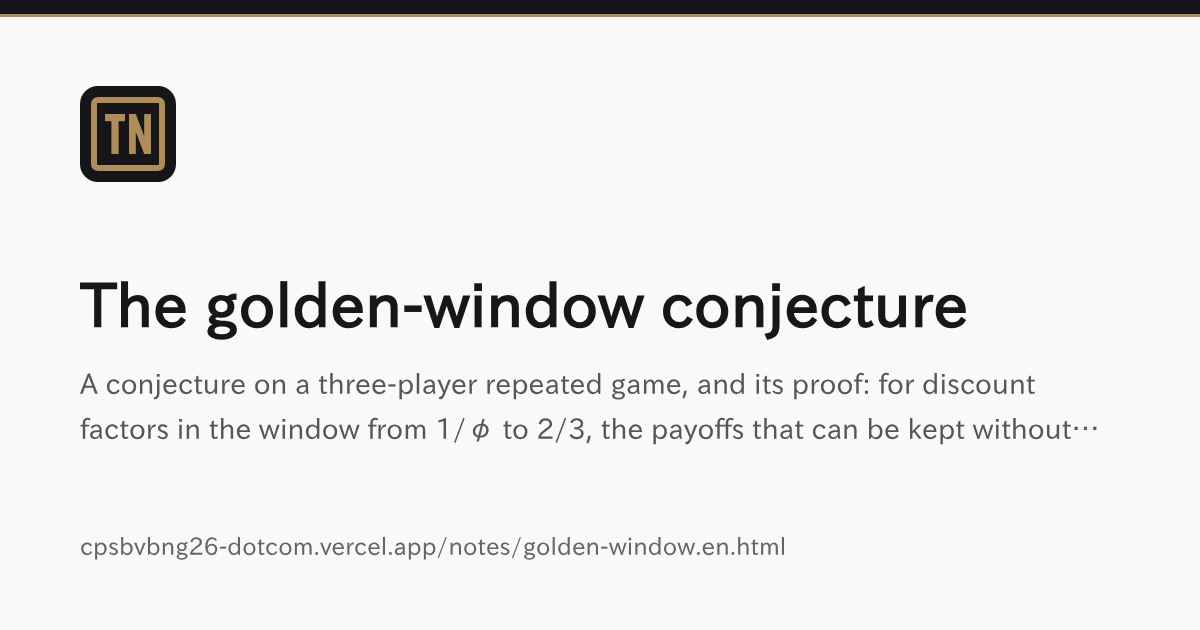 TN
The golden-window conjecture
A conjecture on a three-player repeated game, and its proof: for discount
factors in the window from 1/ϕ to 2/3, the payoffs that can be kept without⋯
cpsbvbng26-dotcom.vercel.app/notes/golden-window.en.html